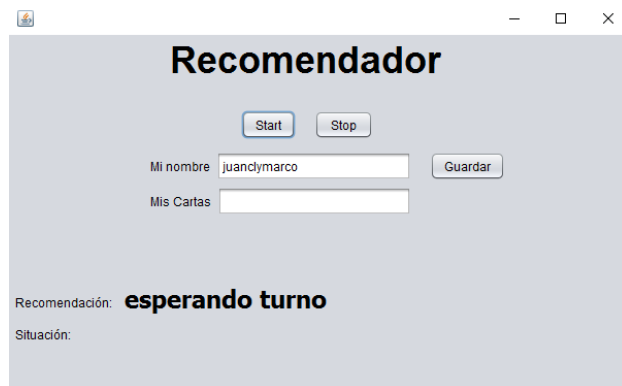 Recomendador
Start Stop
Mi nombre juanclymarco Guardar
Mis Cartas
Recomendación: esperando turno
Situación: